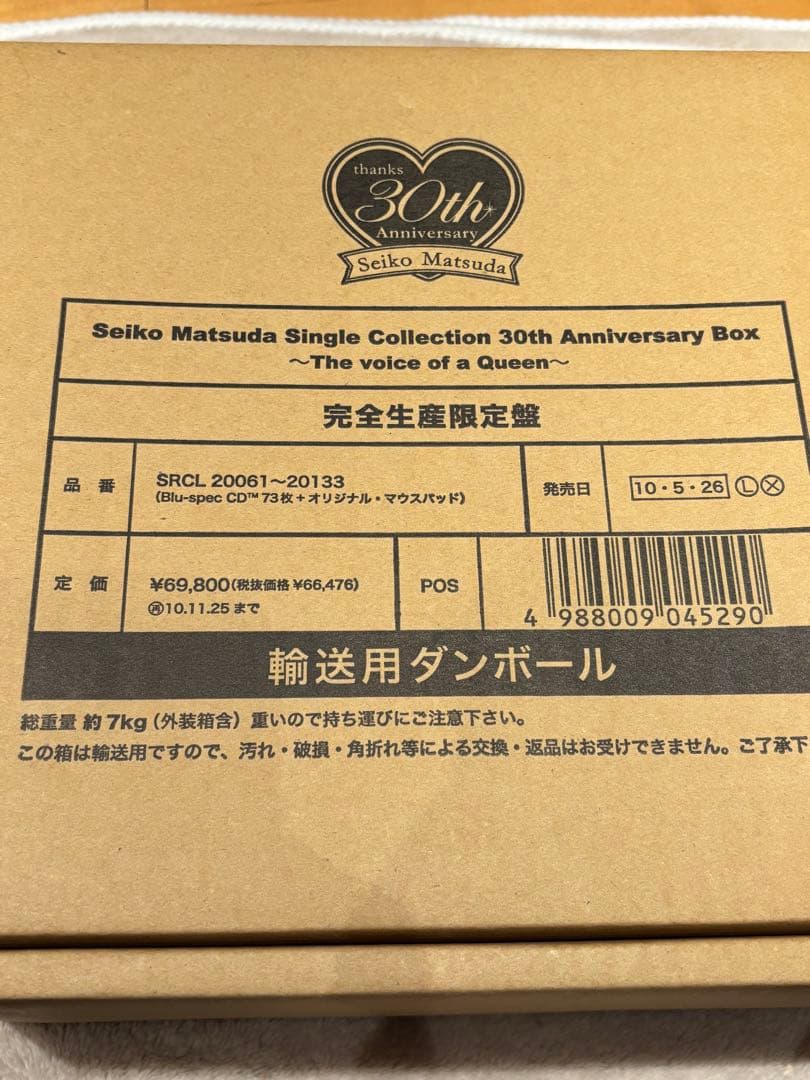 thanks
30th
Anniversary
Seiko Matsuda
Seiko Matsuda Single Collection 30th Anniversary Box
〜The voice of a Queen〜
完全生産限定盤
品 番
SRCL 20061〜20133
(Blu-spec CD™ 73枚+オリジナル・マウスパッド)
発売日
10・5・26 Ⓛ Ⓧ
定 価
¥69,800(税抜価格 ¥66,476)
㋪10.11.25 まで
POS
4 988009 045290
輸送用ダンボール
総重量 約7kg (外装箱含) 重いので持ち運びにご注意下さい。
この箱は輸送用ですので、汚れ・破損・角折れ等による交換・返品はお受けできません。ご了承下